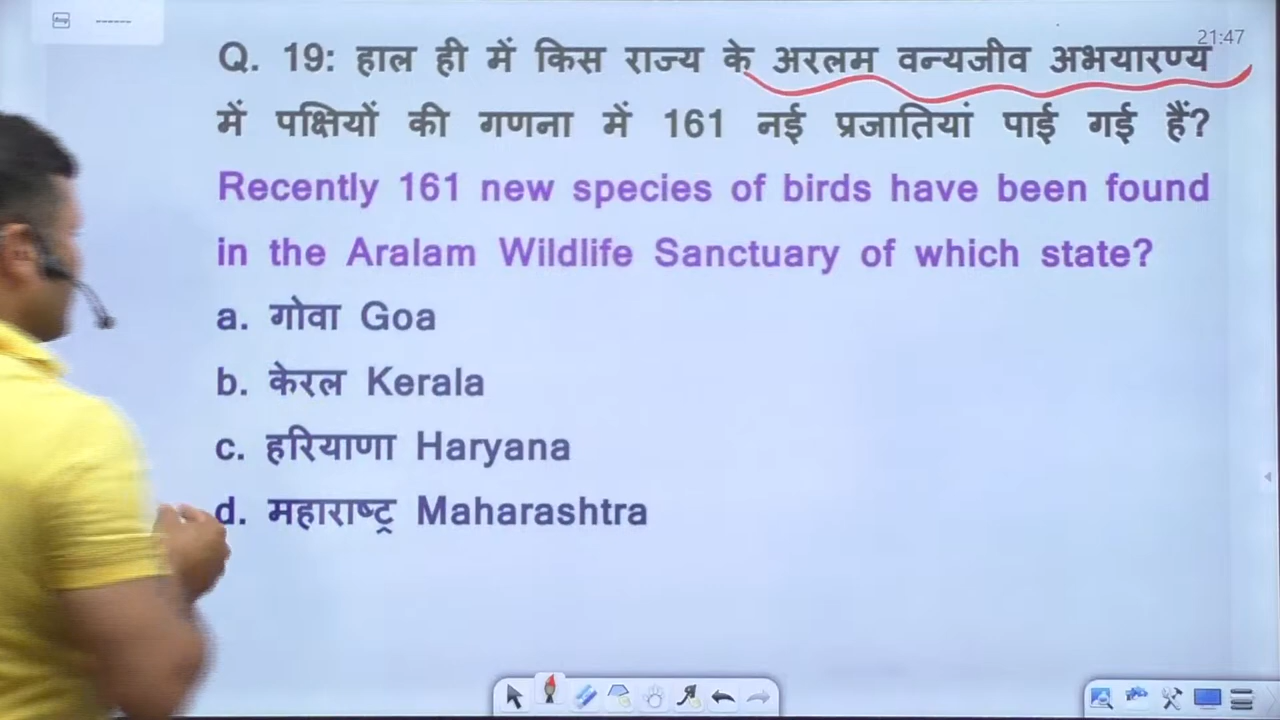 21:47
Q. 19: हाल ही में किस राज्य के अरलम वन्यजीव अभयारण्य
में पक्षियों की गणना में 161 नई प्रजातियां पाई गई हैं?
Recently 161 new species of birds have been found
in the Aralam Wildlife Sanctuary of which state?
a. गोवा Goa
b. केरल Kerala
c. हरियाणा Haryana
d. महाराष्ट्र Maharashtra